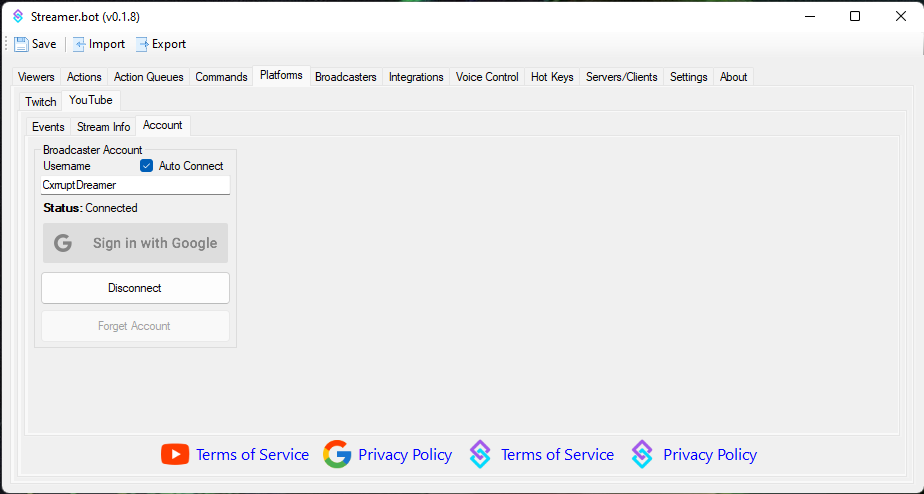 Streamer.bot (v0.1.8)
Save Import Export
Viewers Actions Action Queues Commands Platforms Broadcasters Integrations Voice Control Hot Keys Servers/Clients Settings About
Twitch YouTube
Events Stream Info Account
Broadcaster Account
Username Auto Connect
CxrruptDreamer
Status: Connected
Sign in with Google
Disconnect
Forget Account
Terms of Service Privacy Policy Terms of Service Privacy Policy